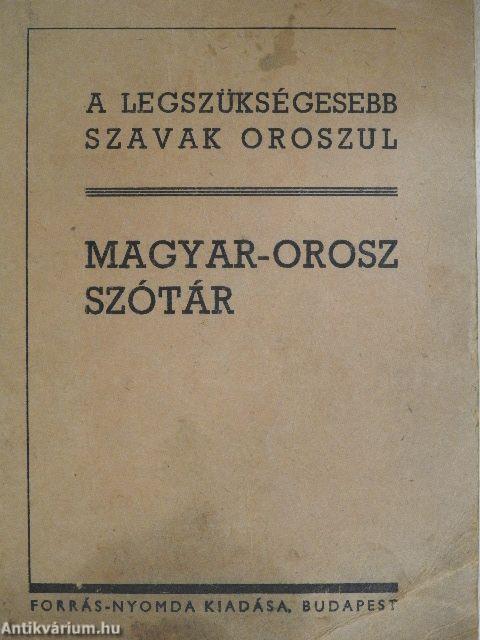 A LEGSZÜKSÉGESEBB
SZAVAK OROSZUL
MAGYAR-OROSZ
SZÓTÁR
FORRÁS-NYOMDA KIADÁSA, BUDAPEST
Antikvárium.hu